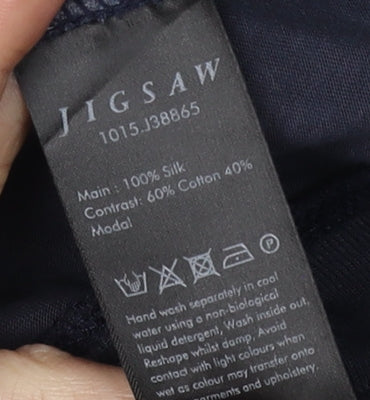 JIGSAW
1015.J38865
Main : 100% Silk
Contrast: 60% Cotton 40%
Modal
P
Hand wash separately in cool
water using a non-biological
liquid detergent, Wash inside out.
Reshape whilst damp. Avoid
contact with light colours when
wet as colour may transfer onto
garments and upholstery.